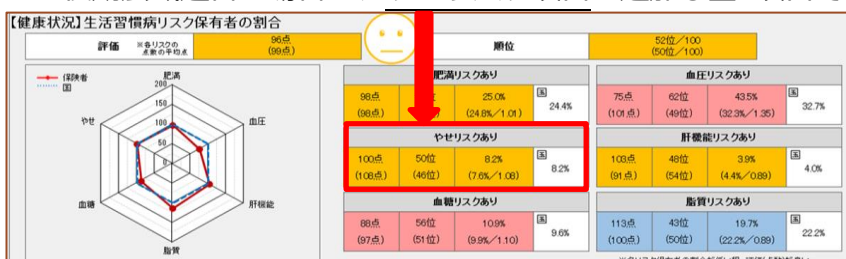 【健康状況】生活習慣病リスク保有者の割合
評価 ※各リスクの点数の平均点 96点 (99点) 順位 52位/100 (50位/100)
保険者
国
肥満
200
150
100
50
0
血圧
肝機能
脂質
血糖
やせ
肥満リスクあり
98点 25.0% 国 24.4%
(98点) (24.8%/1.01)
血圧リスクあり
75点 62位 43.5% 国 32.7%
(101点) (49位) (32.3%/1.35)
やせリスクあり
100点 50位 8.2% 国 8.2%
(108点) (46位) (7.6%/1.08)
肝機能リスクあり
103点 48位 3.9% 国 4.0%
(91点) (54位) (4.4%/0.89)
血糖リスクあり
88点 56位 10.9% 国 9.6%
(97点) (51位) (9.9%/1.10)
脂質リスクあり
113点 43位 19.7% 国 22.2%
(100点) (50位) (22.2%/0.89)